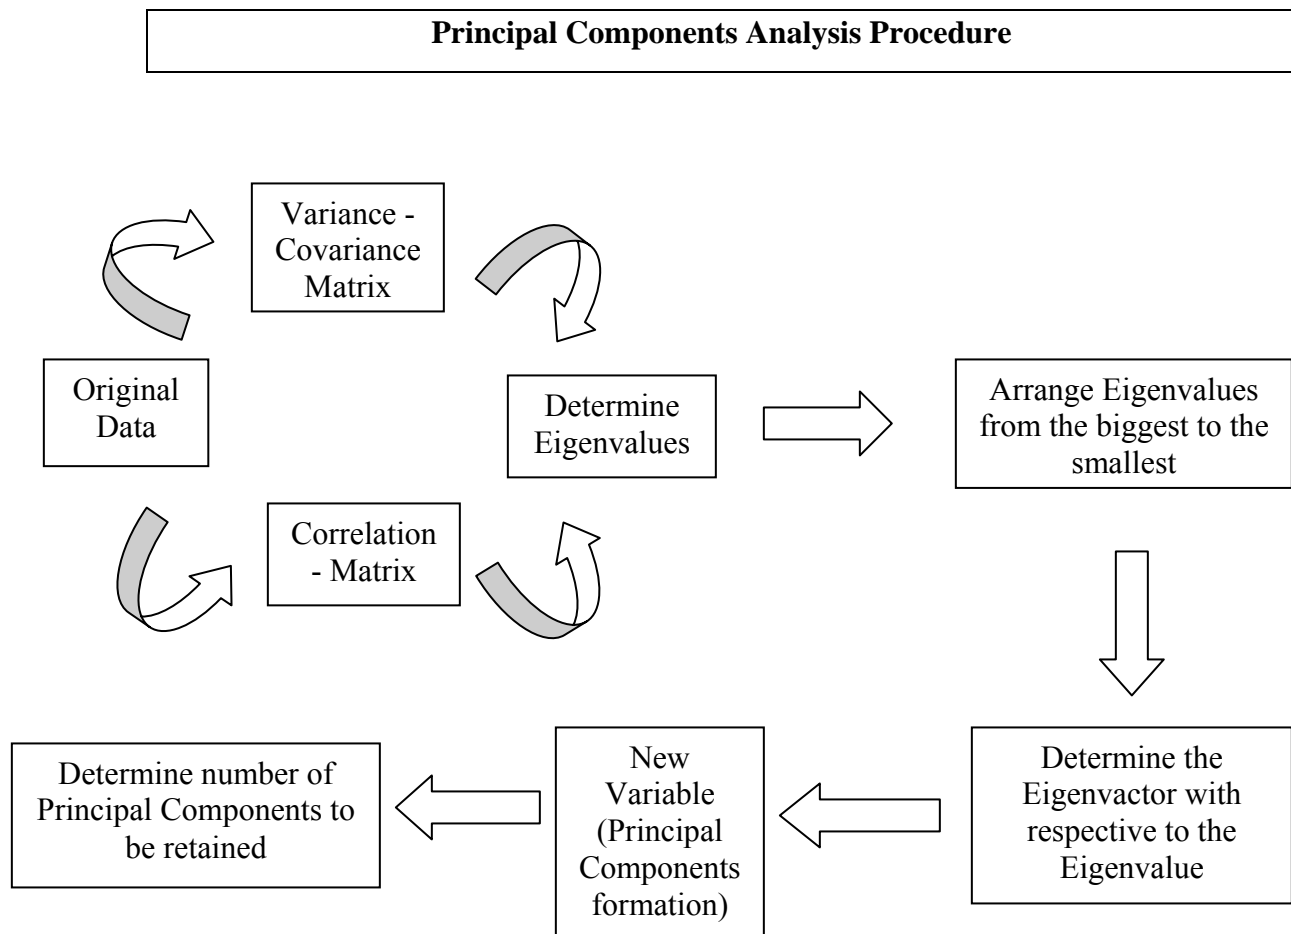 Principal Components Analysis Procedure
Variance -
Covariance
Matrix
Original
Data
Correlation
- Matrix
Determine
Eigenvalues
Arrange Eigenvalues
from the biggest to the
smallest
Determine the
Eigenvactor with
respective to the
Eigenvalue
New
Variable
(Principal
Components
formation)
Determine number of
Principal Components to
be retained